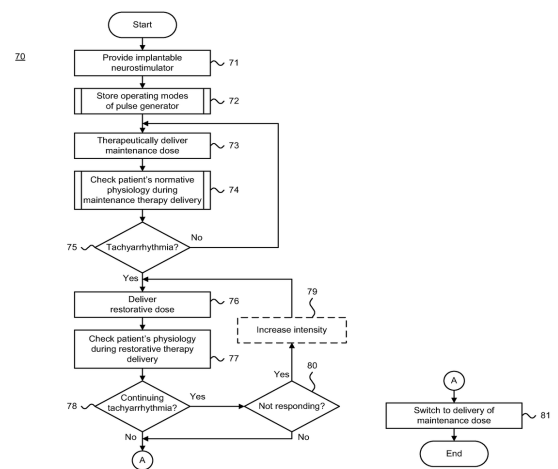 Start
70
Provide implantable
neurostimulator
71
Store operating modes
of pulse generator
72
Therapeutically deliver
maintenance dose
73
Check patient's normative
physiology during
maintenance therapy delivery
74
75
Tachyarrhythmia?
No
Yes
Deliver
restorative dose
76
79
Increase intensity
Check patient's physiology
during restorative therapy
delivery
77
80
Yes
78
Continuing
tachyarrhythmia?
Yes
Not responding?
No
No
A
A
Switch to delivery of
maintenance dose
81
End